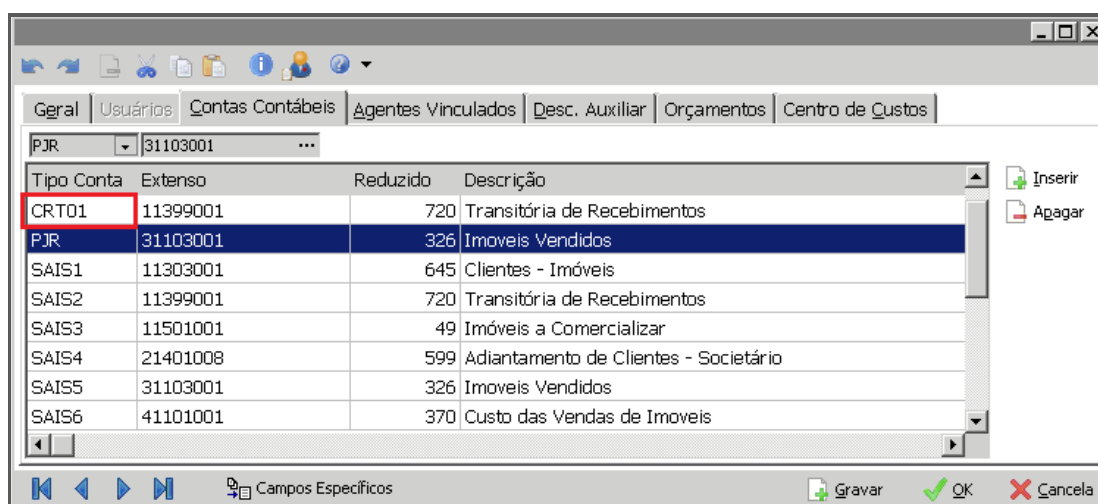 Geral Usuários Contas Contábeis Agentes Vinculados Desc. Auxiliar Orçamentos Centro de Custos
PJR 31103001 ...
Tipo Conta Extenso Reduzido Descrição Inserir
CRT01 11399001 720 Transitória de Recebimentos Apagar
PJR 31103001 326 Imoveis Vendidos
SAIS1 11303001 645 Clientes - Imóveis
SAIS2 11399001 720 Transitória de Recebimentos
SAIS3 11501001 49 Imóveis a Comercializar
SAIS4 21401008 599 Adiantamento de Clientes - Societário
SAIS5 31103001 326 Imoveis Vendidos
SAIS6 41101001 370 Custo das Vendas de Imoveis
Campos Específicos Gravar OK Cancela